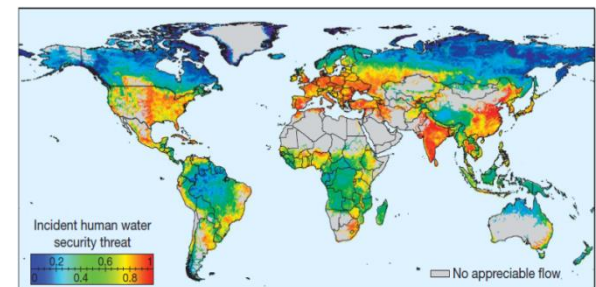 Incident human water
security threat
0.2 0.6 1
0 0.4 0.8
No appreciable flow